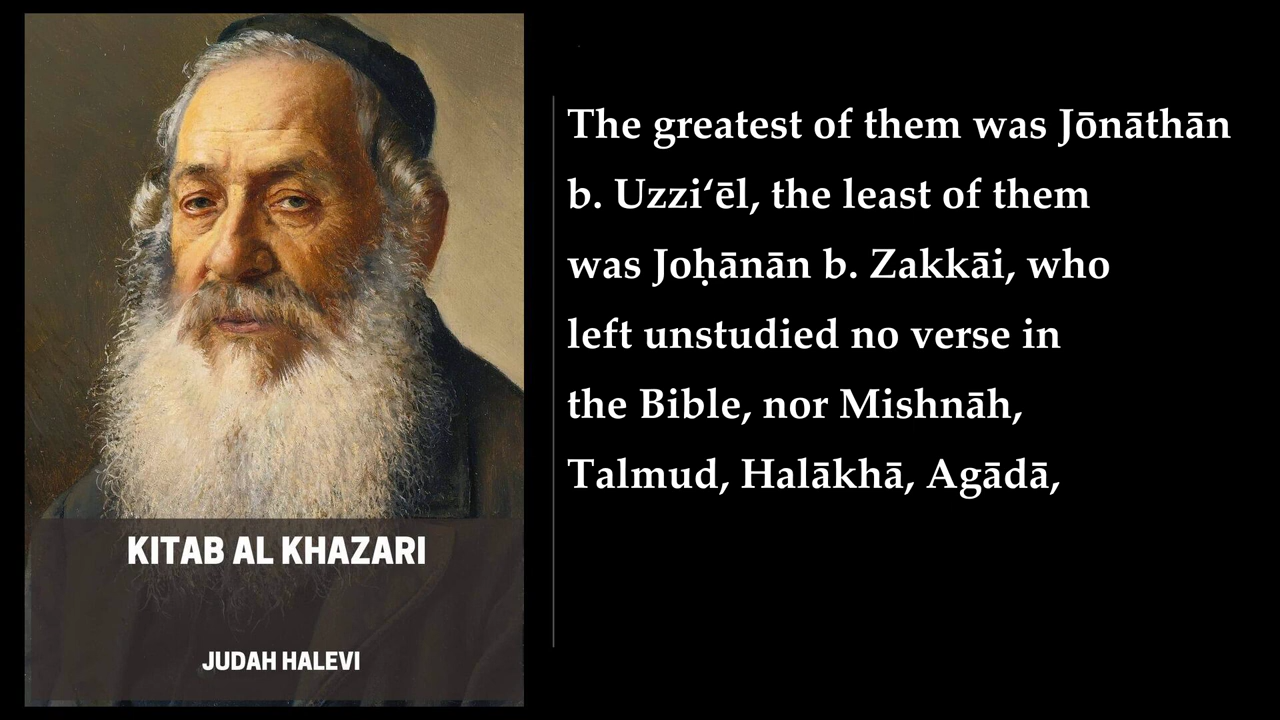 KITAB AL KHAZARI
JUDAH HALEVI
The greatest of them was Jōnāthān
b. Uzzi‘ēl, the least of them
was Joḥānān b. Zakkāi, who
left unstudied no verse in
the Bible, nor Mishnāh,
Talmud, Halākhā, Agādā,